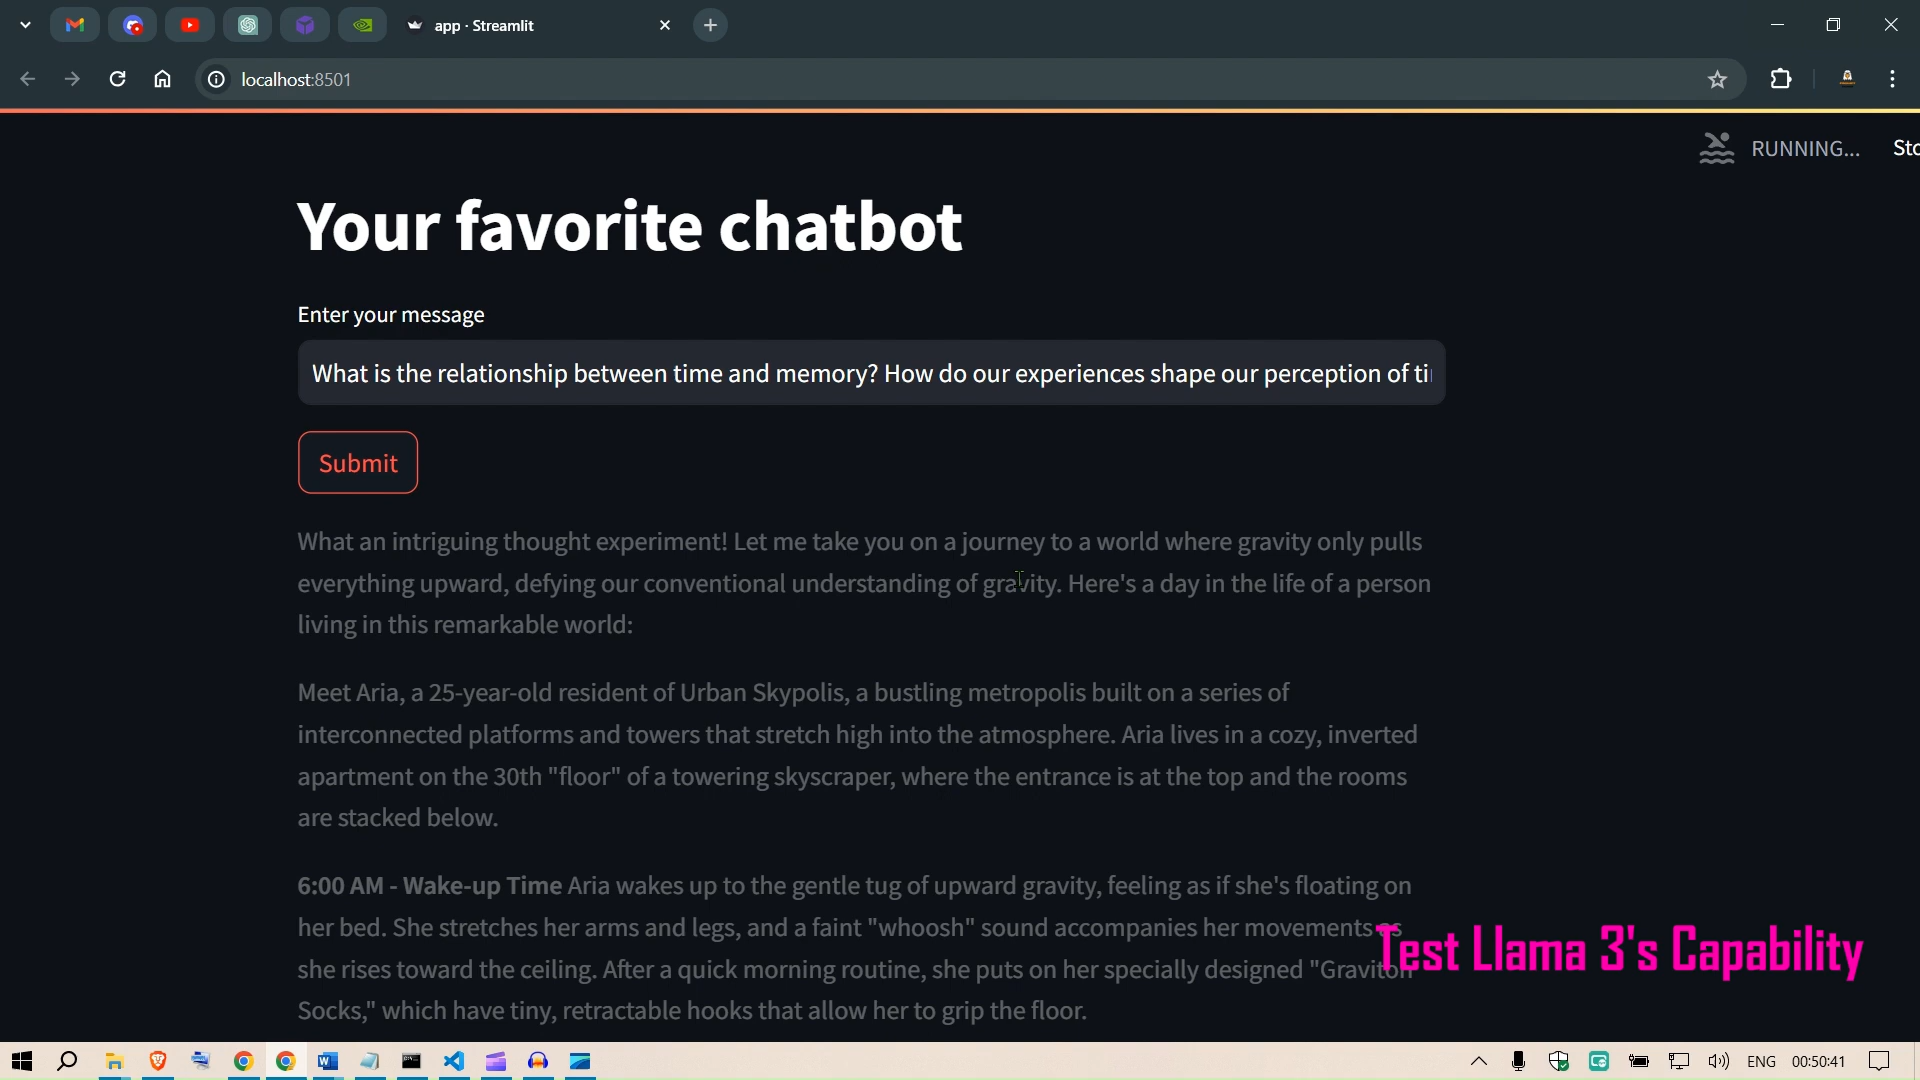 app · Streamlit
localhost:8501
RUNNING...
Sto
Your favorite chatbot
Enter your message
What is the relationship between time and memory? How do our experiences shape our perception of ti
Submit
What an intriguing thought experiment! Let me take you on a journey to a world where gravity only pulls
everything upward, defying our conventional understanding of gravity. Here's a day in the life of a person
living in this remarkable world:
Meet Aria, a 25-year-old resident of Urban Skypolis, a bustling metropolis built on a series of
interconnected platforms and towers that stretch high into the atmosphere. Aria lives in a cozy, inverted
apartment on the 30th "floor" of a towering skyscraper, where the entrance is at the top and the rooms
are stacked below.
6:00 AM - Wake-up Time Aria wakes up to the gentle tug of upward gravity, feeling as if she's floating on
her bed. She stretches her arms and legs, and a faint "whoosh" sound accompanies her movements as
she rises toward the ceiling. After a quick morning routine, she puts on her specially designed "Graviton
Socks," which have tiny, retractable hooks that allow her to grip the floor.
Test Llama 3's Capability
ENG
00:50:41